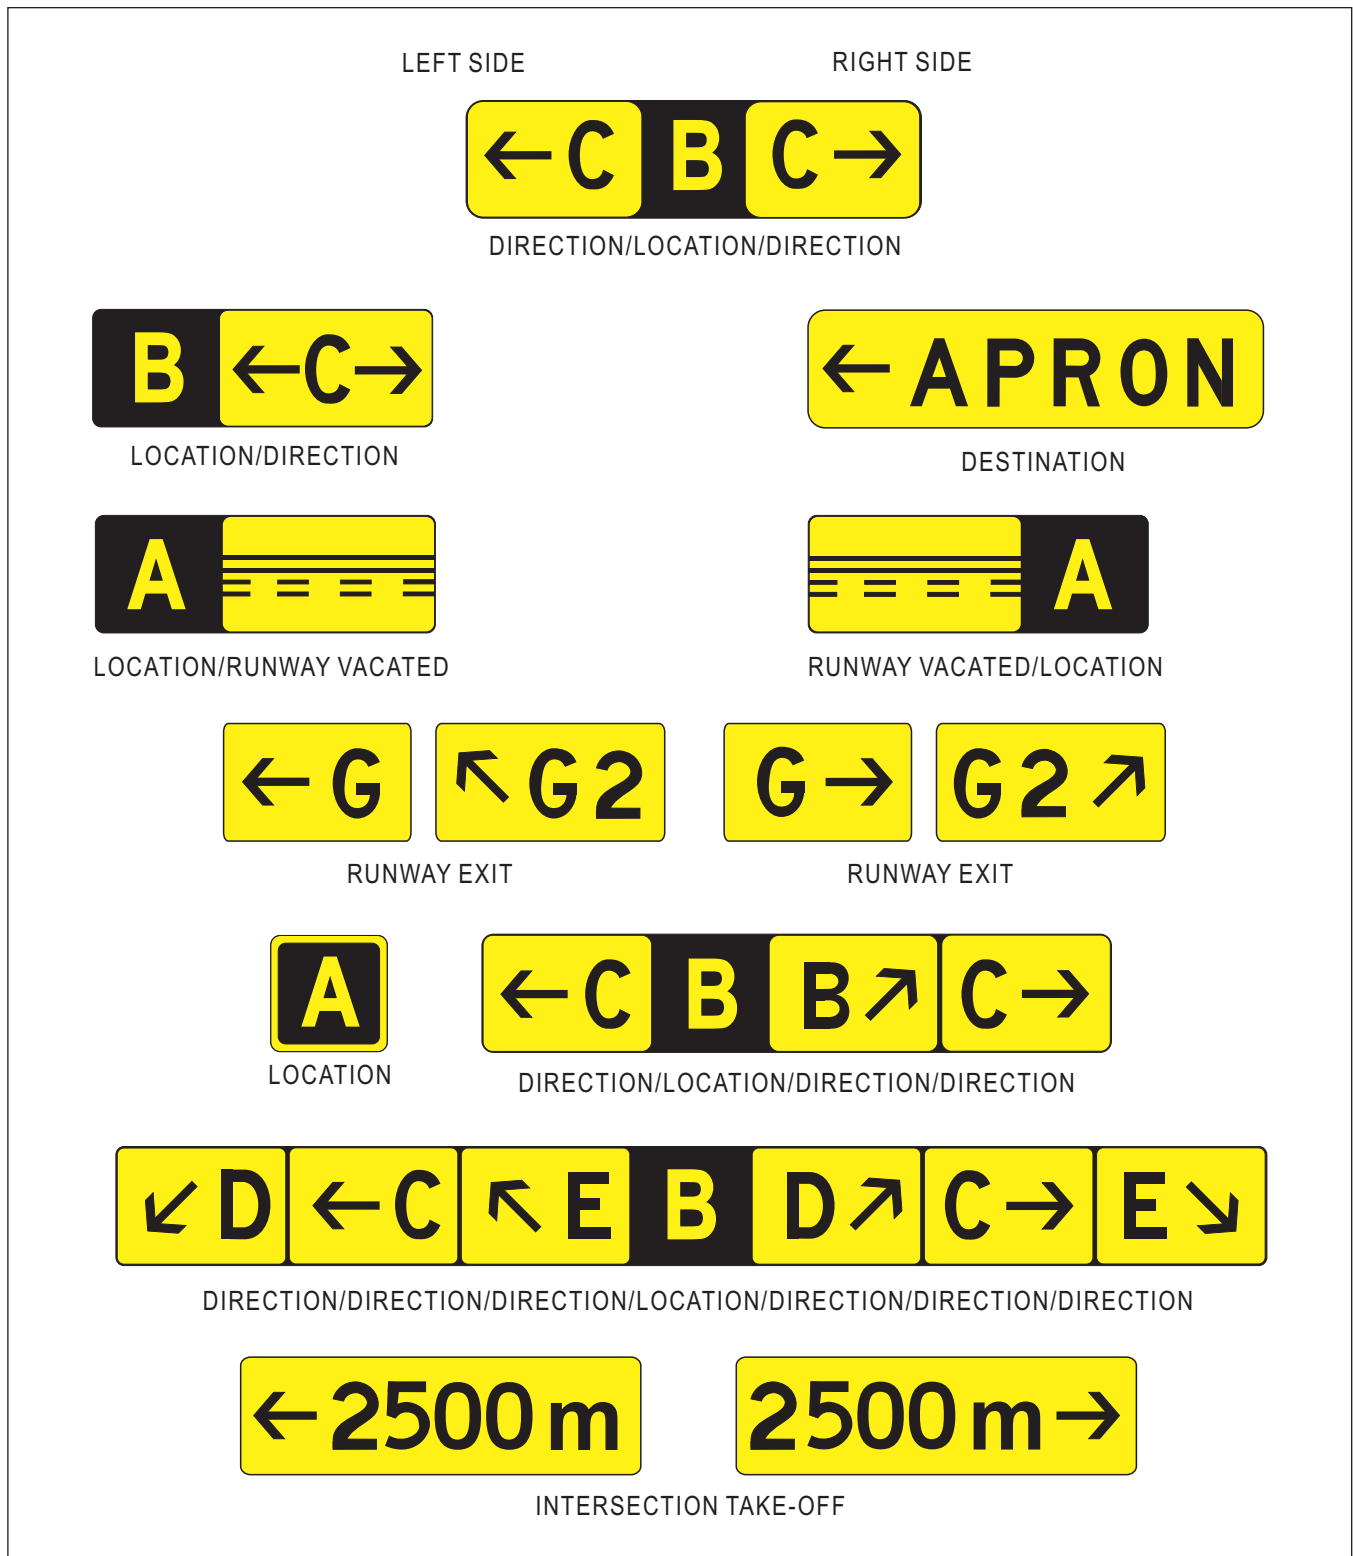 LEFT SIDE RIGHT SIDE
←C B C→
DIRECTION/LOCATION/DIRECTION
B ←C→ ← APRON
LOCATION/DIRECTION DESTINATION
A A
LOCATION/RUNWAY VACATED RUNWAY VACATED/LOCATION
←G ↖G2 G→ G2↗
RUNWAY EXIT RUNWAY EXIT
A ←C B B↗ C→
LOCATION DIRECTION/LOCATION/DIRECTION/DIRECTION
↙D ←C ↖E B D↗ C→ E↘
DIRECTION/DIRECTION/DIRECTION/LOCATION/DIRECTION/DIRECTION/DIRECTION
←2500 m 2500 m→
INTERSECTION TAKE-OFF